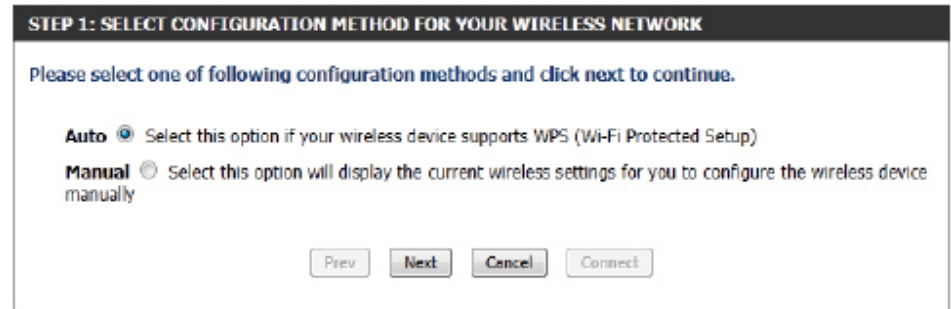 STEP 1: SELECT CONFIGURATION METHOD FOR YOUR WIRELESS NETWORK
Please select one of following configuration methods and click next to continue.
Auto Select this option if your wireless device supports WPS (Wi-Fi Protected Setup)
Manual Select this option will display the current wireless settings for you to configure the wireless device
manually
Prev Next Cancel Connect